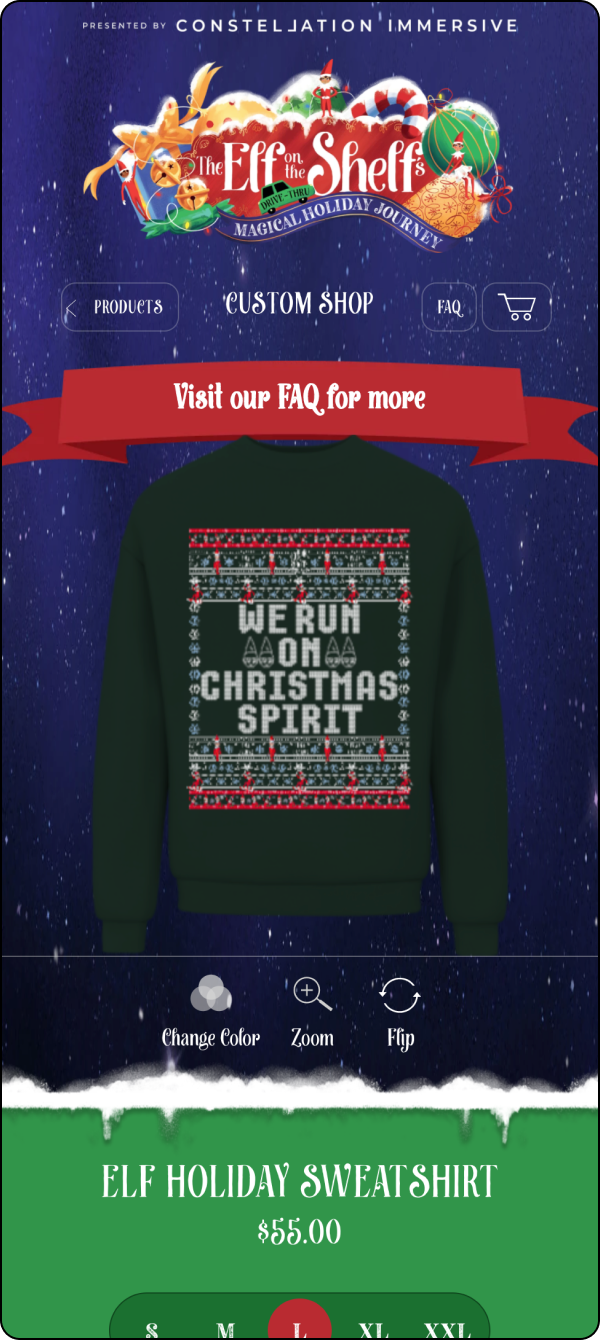 PRESENTED BY CONSTELLATION IMMERSIVE
The Elf on the Shelf's
DRIVE-THRU
MAGICAL HOLIDAY JOURNEY
™
PRODUCTS
CUSTOM SHOP
FAQ
Visit our FAQ for more
WE RUN
ON
CHRISTMAS
SPIRIT
Change Color
Zoom
Flip
ELF HOLIDAY SWEATSHIRT
$55.00
S M L XL XXL